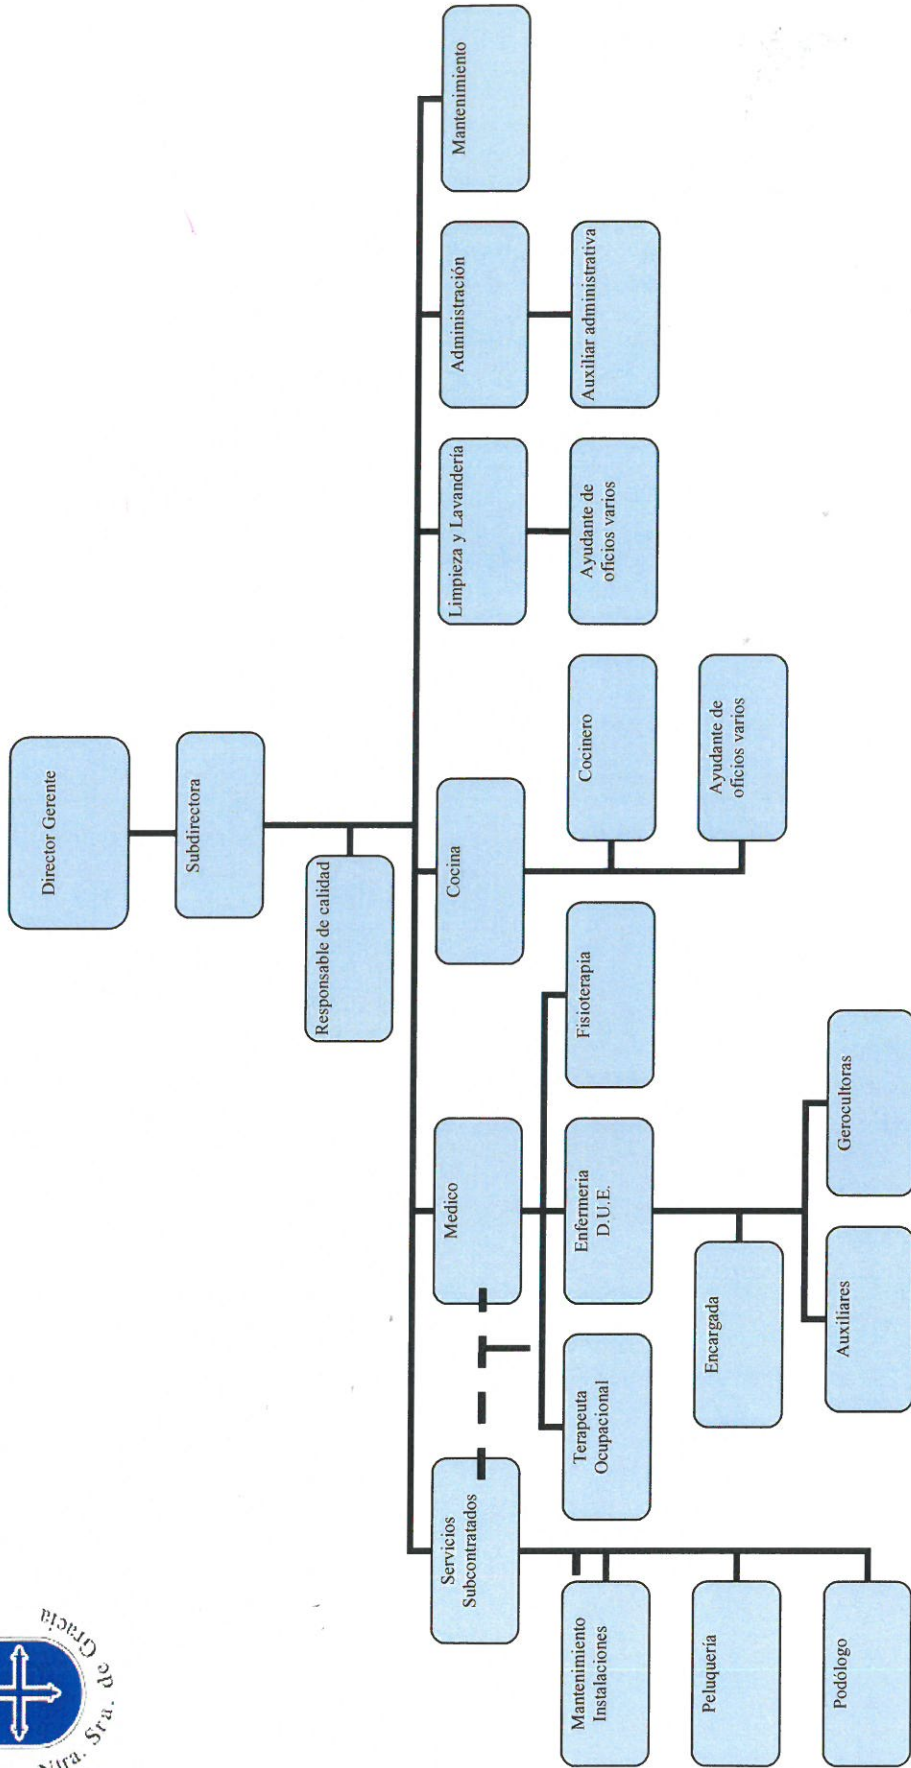 Director Gerente
Subdirectora
Responsable de calidad
Servicios
Subcontratados
Medico
Cocina
Limpieza y Lavandería
Administración
Mantenimiento
Mantenimiento
Instalaciones
Terapeuta
Ocupacional
Enfermeria
D.U.E.
Fisioterapia
Cocinero
Ayudante de
oficios varios
Auxiliar administrativa
Peluquería
Encargada
Ayudante de
oficios varios
Podólogo
Auxiliares
Gerocultoras
Ntra. Sra. de Gracia